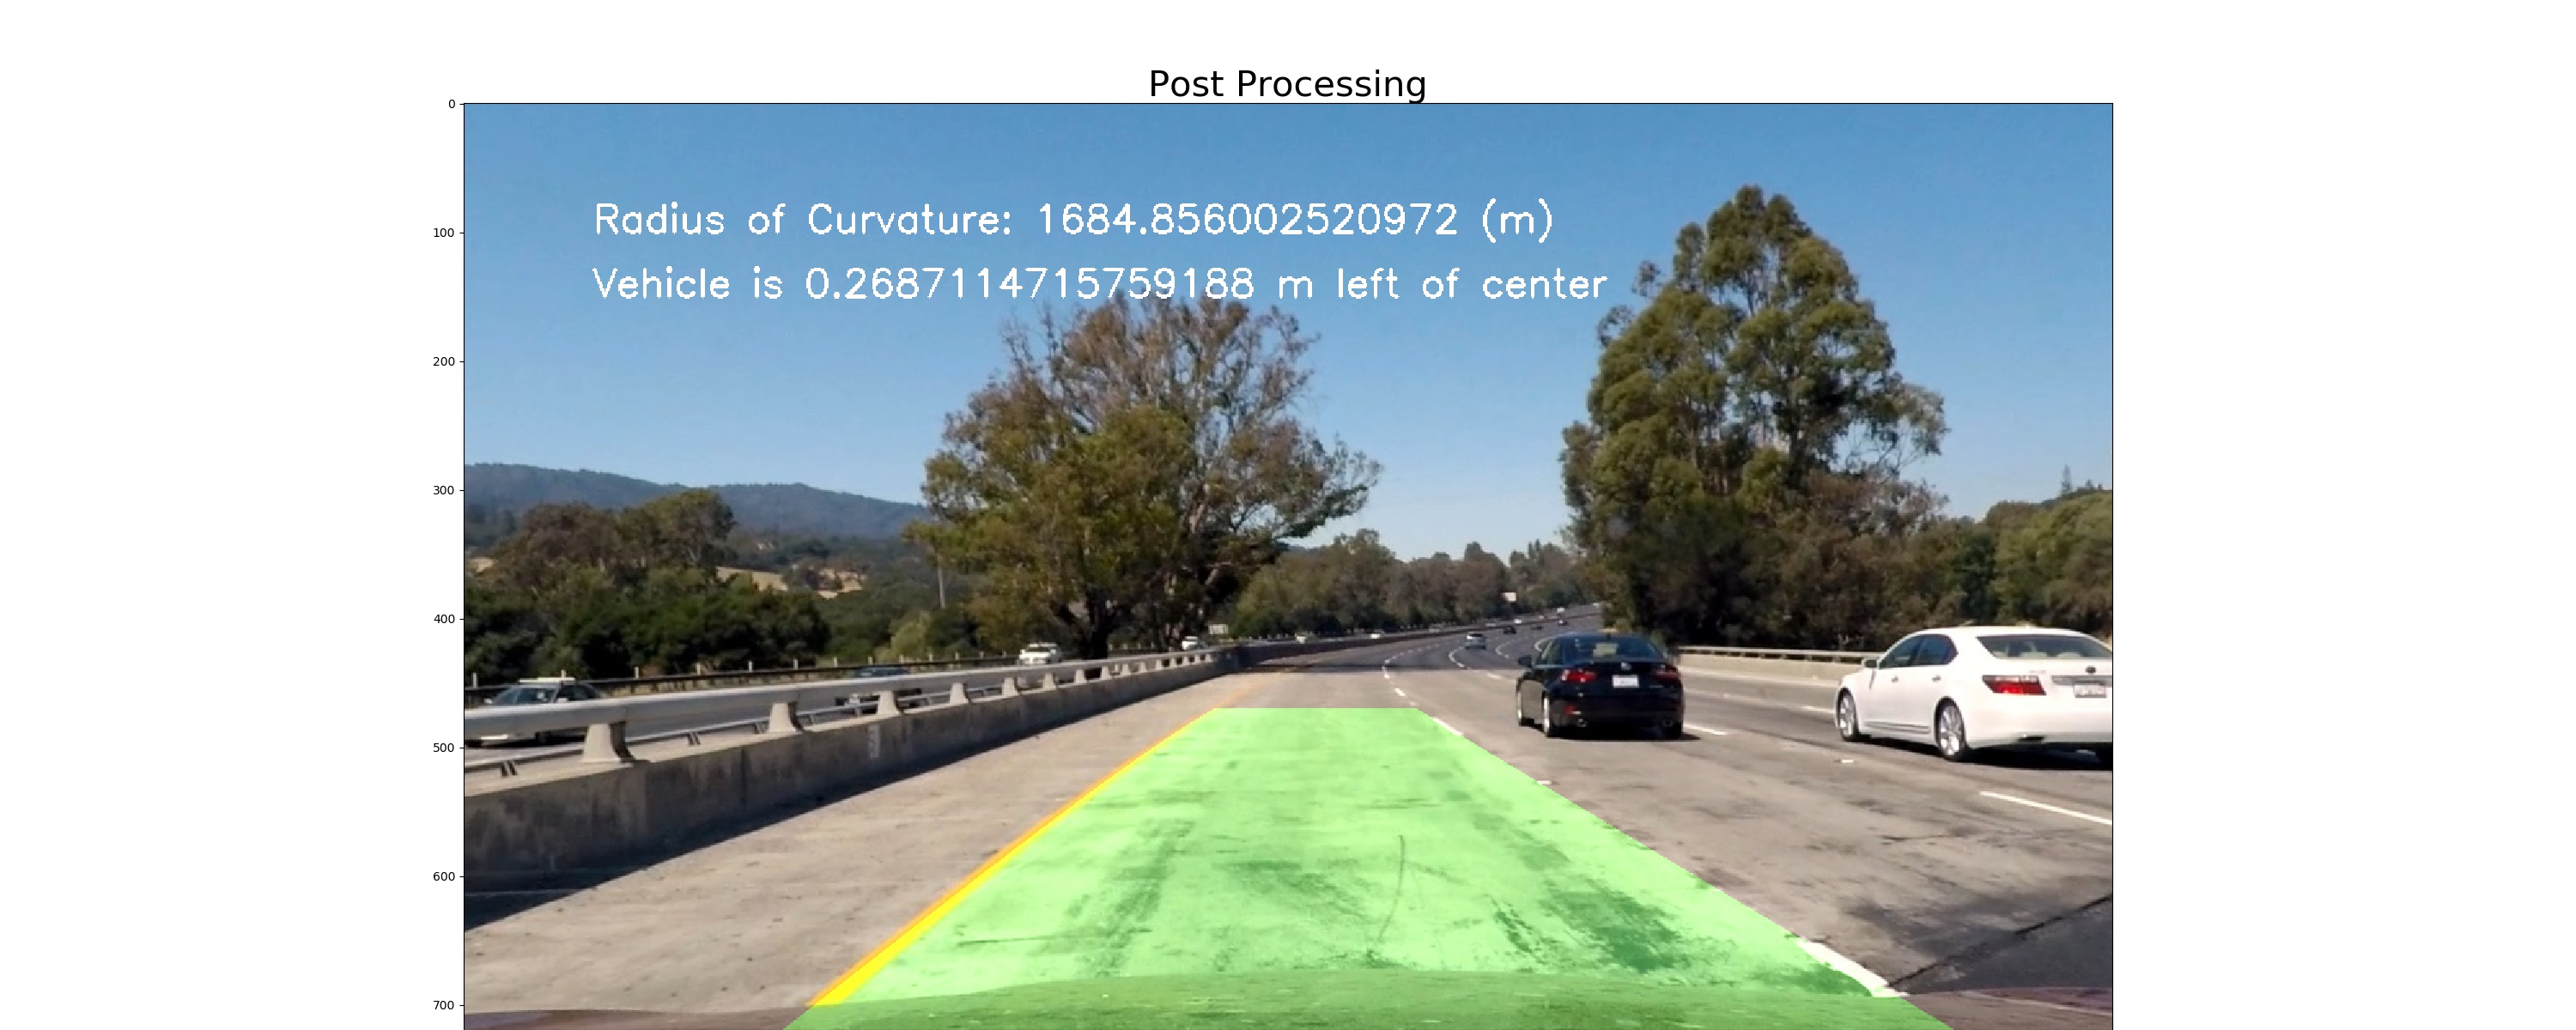 Post Processing
0
Radius of Curvature: 1684.856002520972 (m)
100
Vehicle is 0.2687114715759188 m left of center
200
300
400
500
600
700